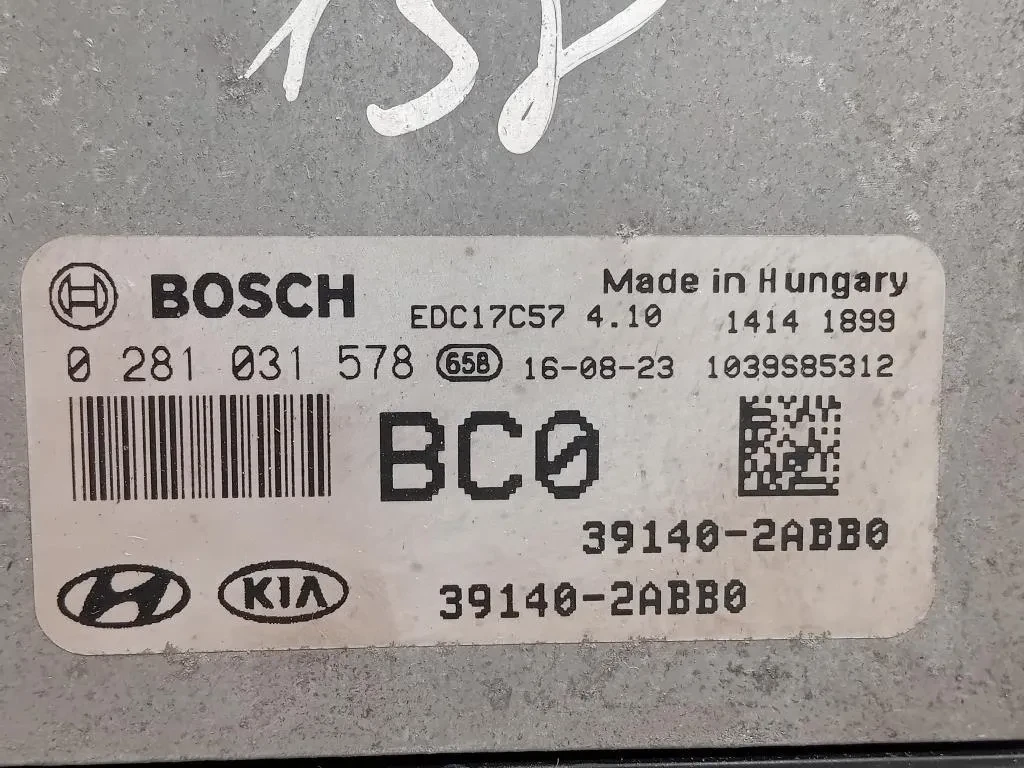 158
BOSCH
Made in Hungary
EDC17C57 4.10
1414 1899
0 281 031 578
658
16-08-23
1039S85312
BC0
39140-2ABB0
KIA
39140-2ABB0